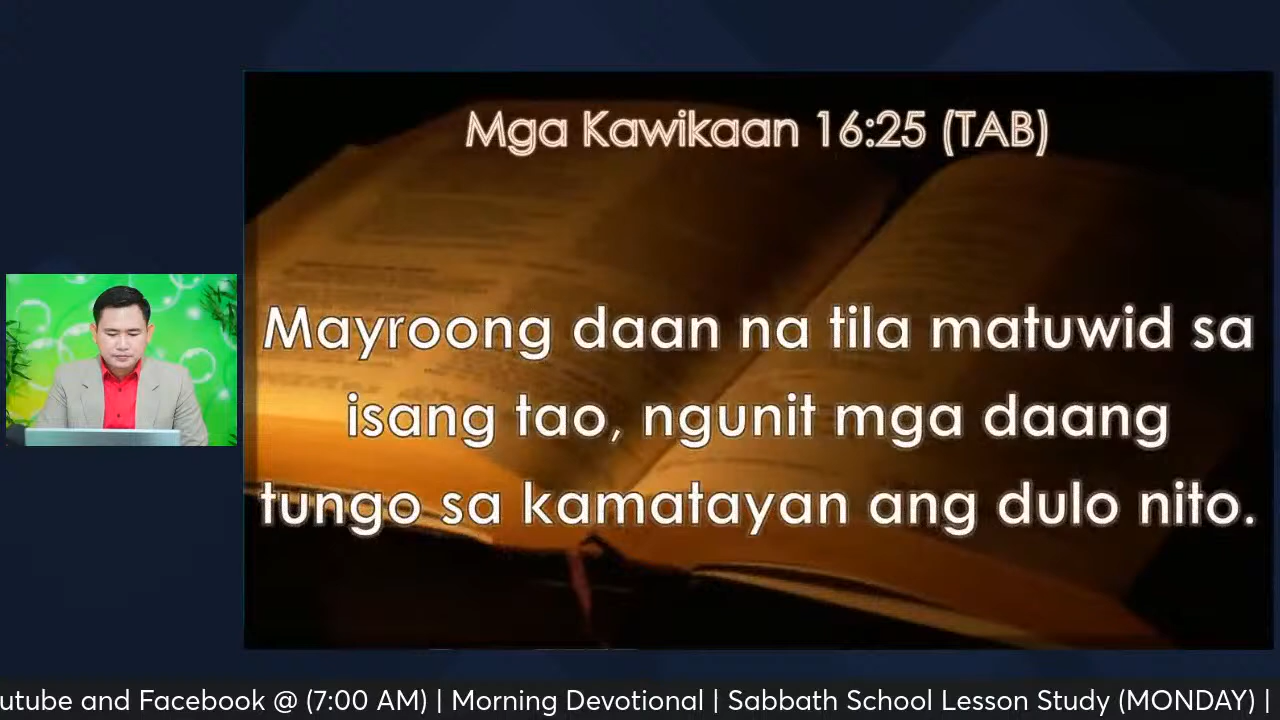 Mga Kawikaan 16:25 (TAB)
Mayroong daan na tila matuwid sa
isang tao, ngunit mga daang
tungo sa kamatayan ang dulo nito.
utube and Facebook @ (7:00 AM) | Morning Devotional | Sabbath School Lesson Study (MONDAY) |